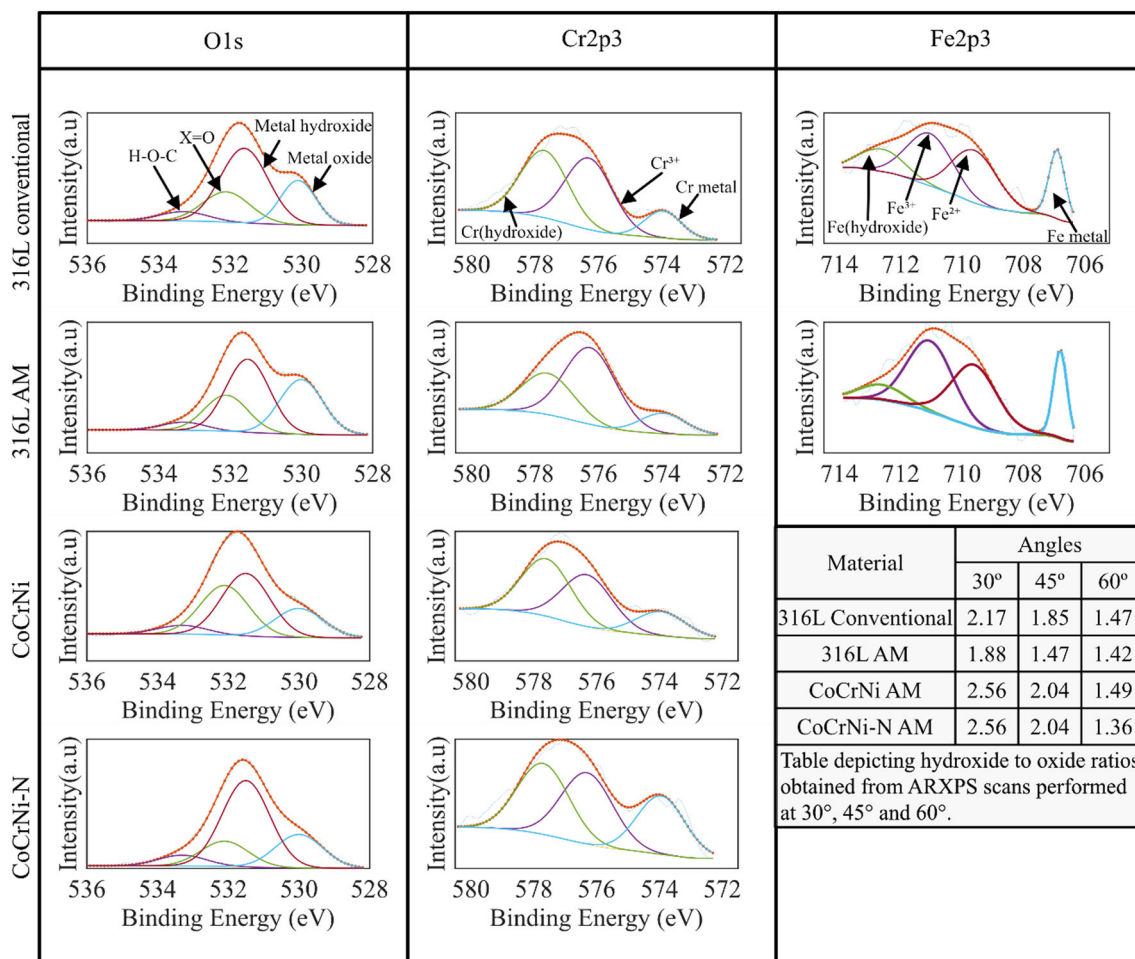 O1s
Cr2p3
Fe2p3
316L conventional
Intensity(a.u)
H-O-C
X=O
Metal hydroxide
Metal oxide
536 534 532 530 528
Binding Energy (eV)
Intensity(a.u)
Cr(hydroxide)
Cr³⁺
Cr metal
580 578 576 574 572
Binding Energy (eV)
Intensity(a.u)
Fe(hydroxide)
Fe³⁺
Fe²⁺
Fe metal
714 712 710 708 706
Binding Energy (eV)
316L AM
Intensity(a.u)
536 534 532 530 528
Binding Energy (eV)
Intensity(a.u)
580 578 576 574 572
Binding Energy (eV)
Intensity(a.u)
714 712 710 708 706
Binding Energy (eV)
CoCrNi
Intensity(a.u)
536 534 532 530 528
Binding Energy (eV)
Intensity(a.u)
580 578 576 574 572
Binding Energy (eV)
CoCrNi-N
Intensity(a.u)
536 534 532 530 528
Binding Energy (eV)
Intensity(a.u)
580 578 576 574 572
Binding Energy (eV)
Material Angles
30º 45º 60º
316L Conventional 2.17 1.85 1.47
316L AM 1.88 1.47 1.42
CoCrNi AM 2.56 2.04 1.49
CoCrNi-N AM 2.56 2.04 1.36
Table depicting hydroxide to oxide ratios
obtained from ARXPS scans performed
at 30°, 45° and 60°.